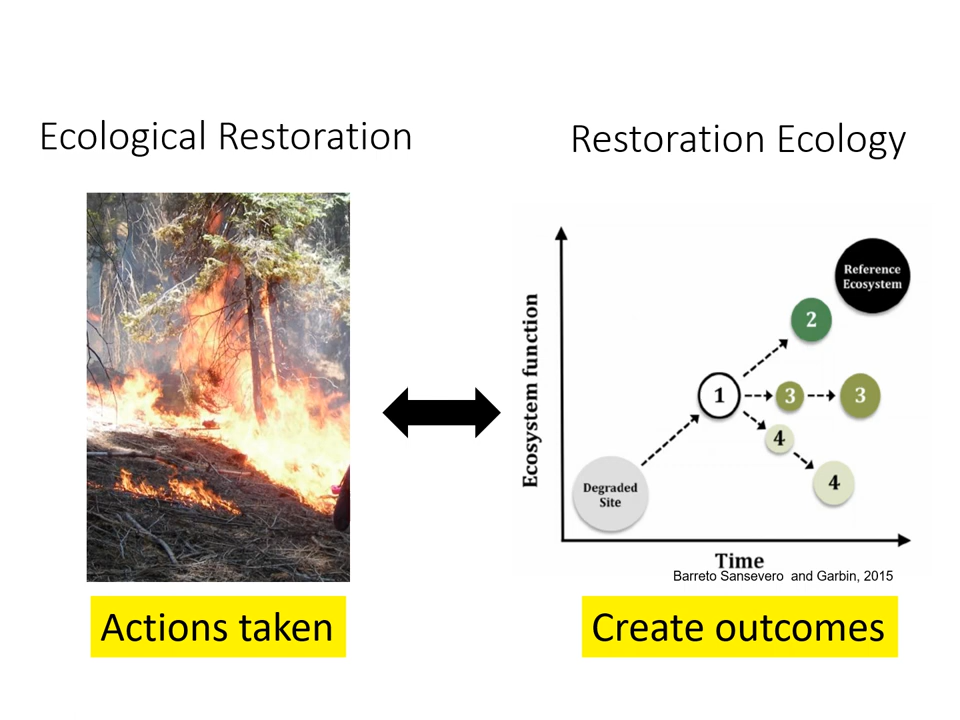 Ecological Restoration
Restoration Ecology
Ecosystem function
Reference
Ecosystem
2
1
3
3
4
4
Degraded
Site
Time
Barreto Sansevero and Garbin, 2015
Actions taken
Create outcomes